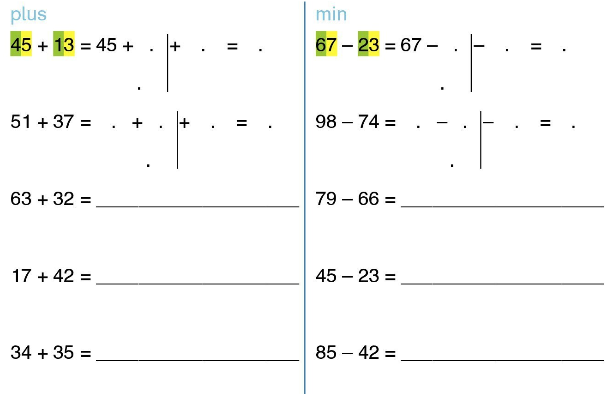 plus
45 + 13 = 45 + . + . = .
.
51 + 37 = . + . + . = .
.
63 + 32 = ____________________
17 + 42 = ____________________
34 + 35 = ____________________
min
67 – 23 = 67 – . – . = .
.
98 – 74 = . – . – . = .
.
79 – 66 = ____________________
45 – 23 = ____________________
85 – 42 = ____________________